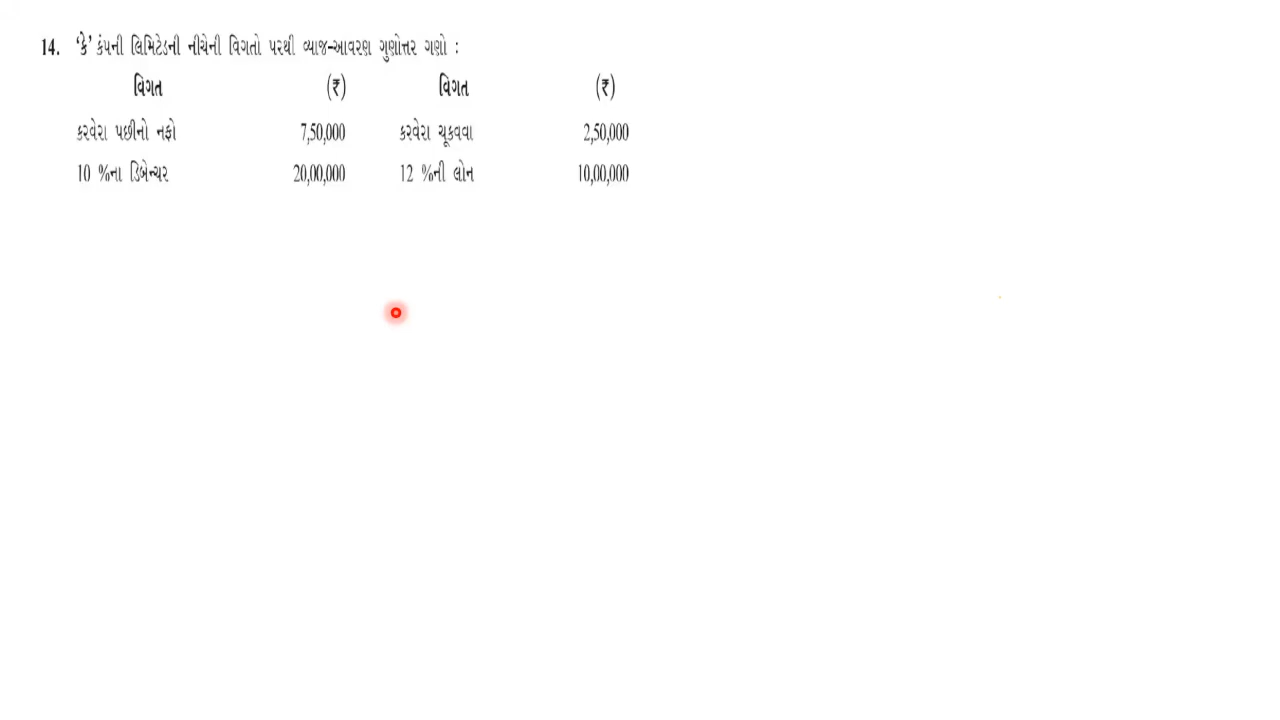 14. ‘કે’ કંપની લિમિટેડની નીચેની વિગતો પરથી વ્યાજ-આવરણ ગુણોત્તર ગણો :
વિગત (₹) વિગત (₹)
કરવેરા પછીનો નફો 7,50,000 કરવેરા ચૂકવવા 2,50,000
10 %ના ડિબેન્ચર 20,00,000 12 %ની લોન 10,00,000